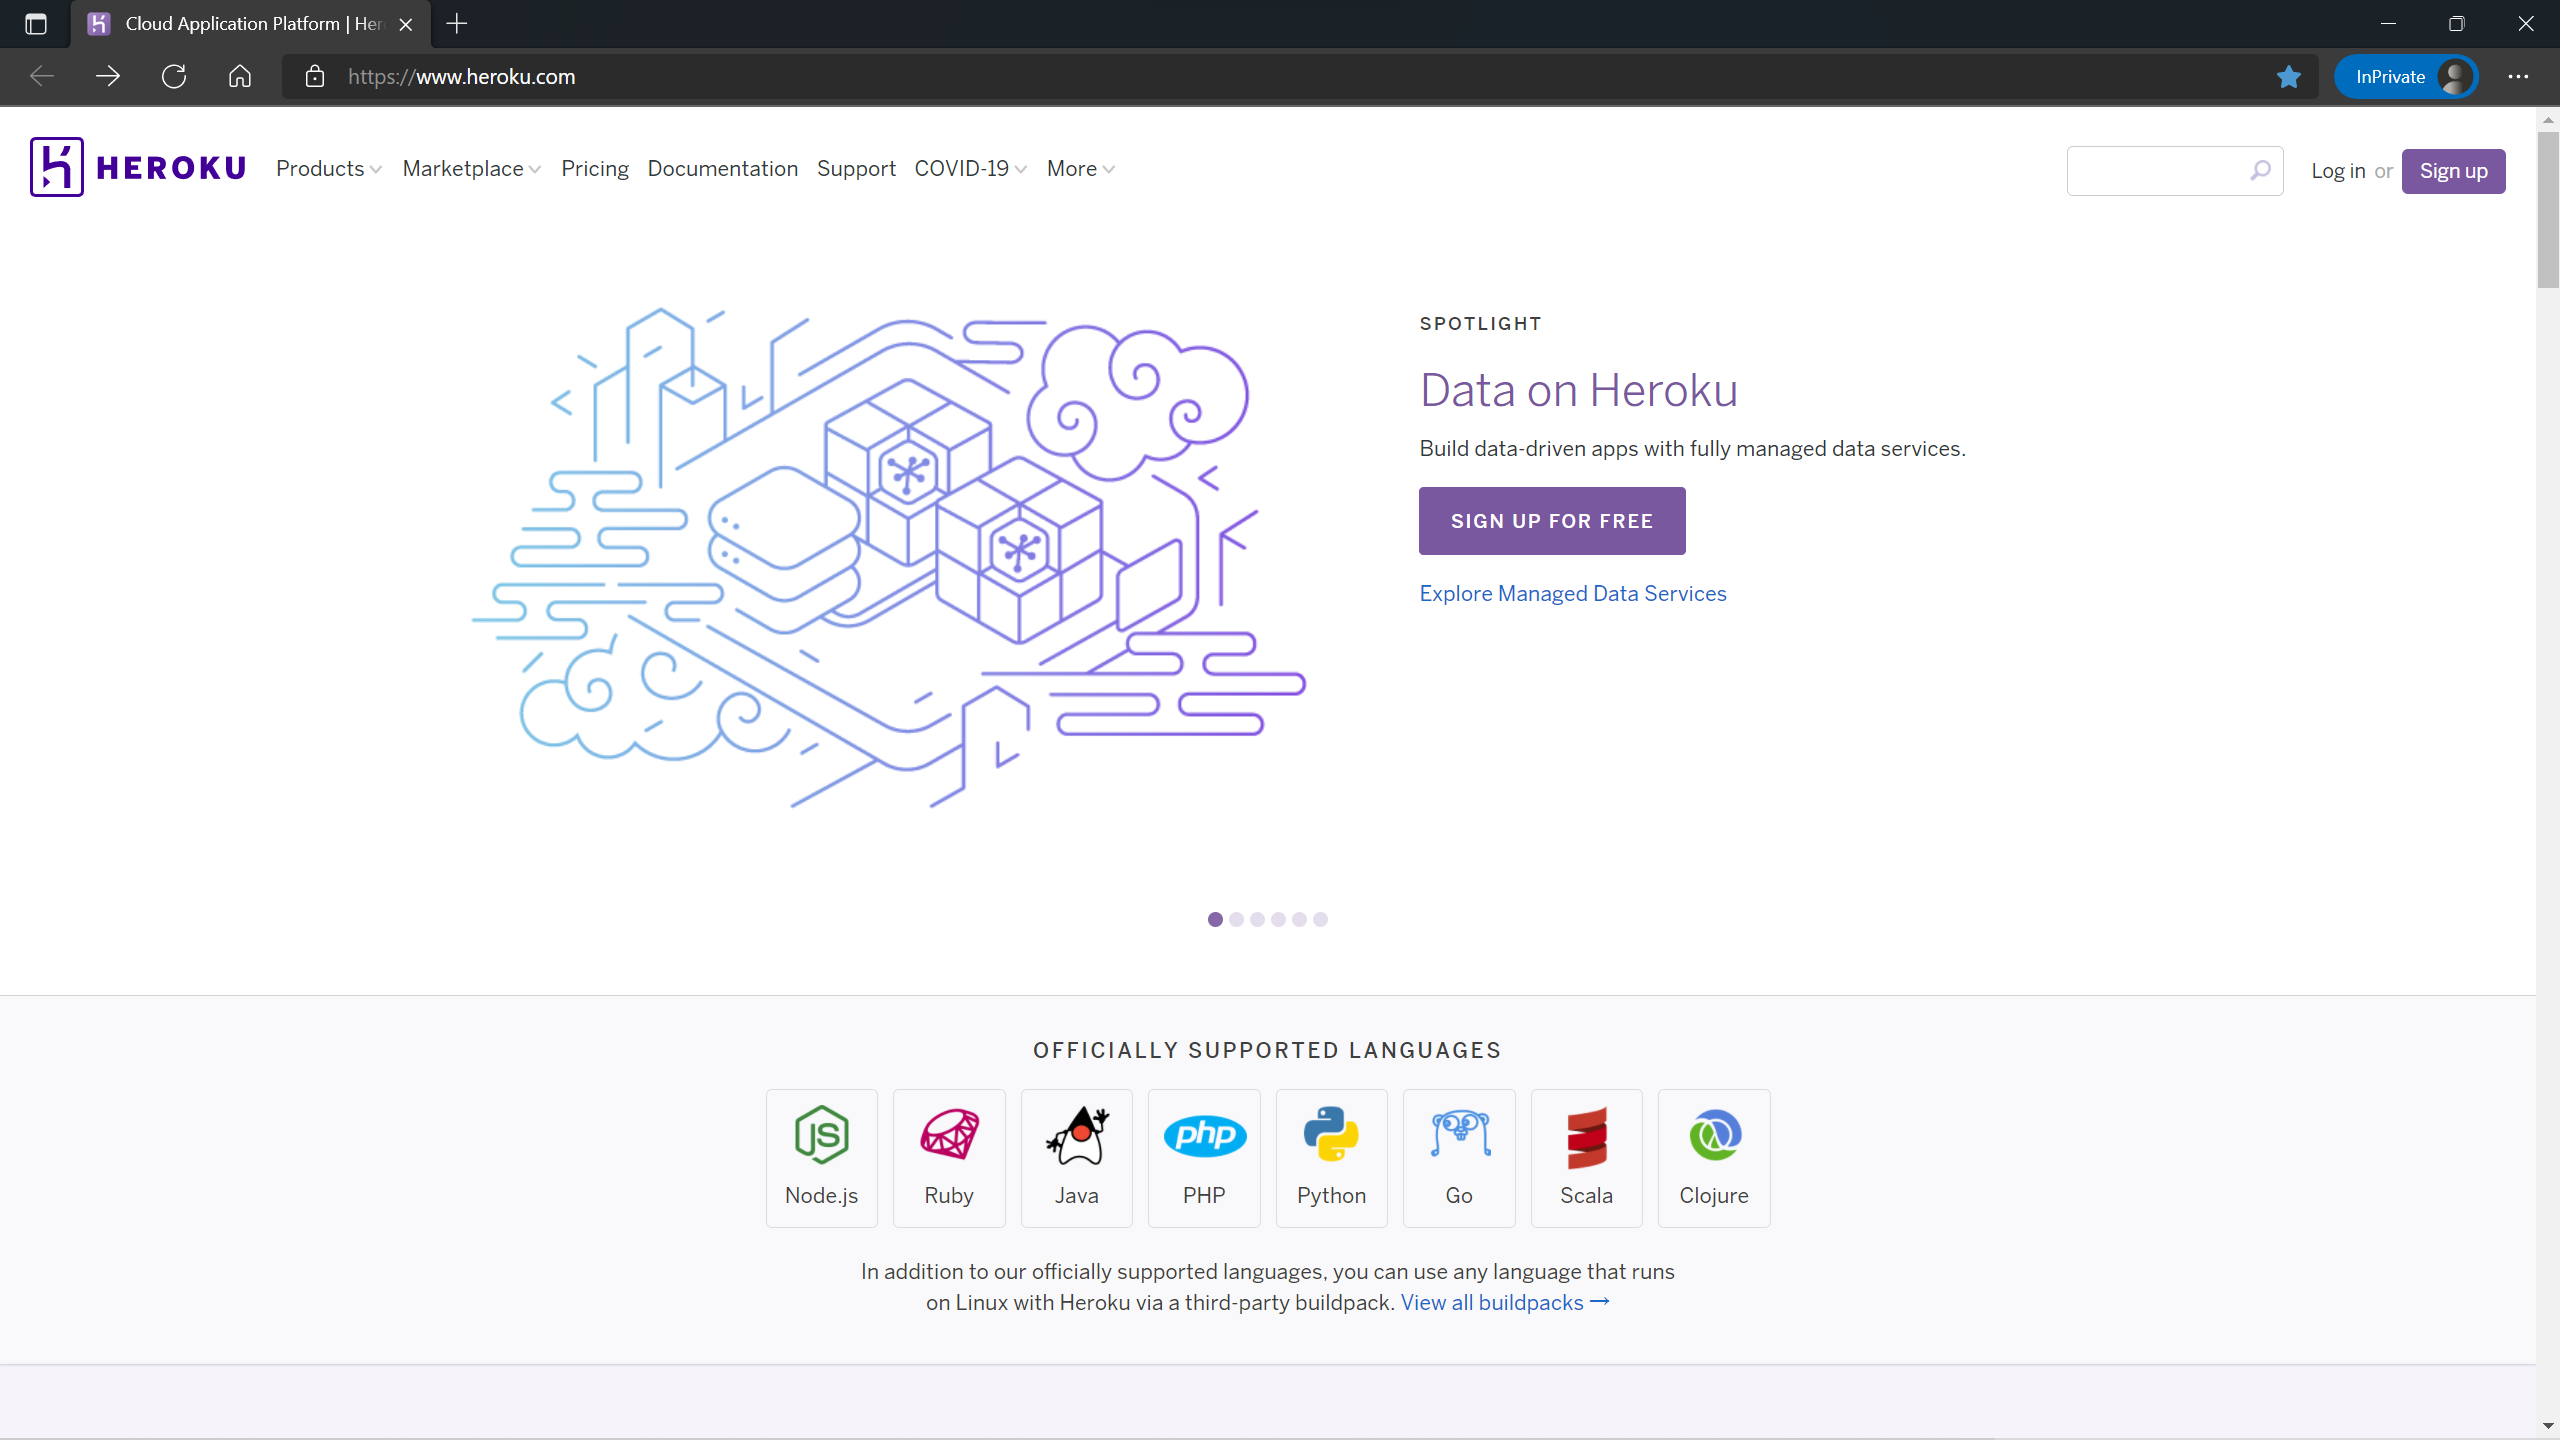 Cloud Application Platform | Her
https://www.heroku.com
InPrivate
HEROKU
Products
Marketplace
Pricing
Documentation
Support
COVID-19
More
Log in or Sign up
SPOTLIGHT
Data on Heroku
Build data-driven apps with fully managed data services.
SIGN UP FOR FREE
Explore Managed Data Services
OFFICIALLY SUPPORTED LANGUAGES
JS
php
Node.js
Ruby
Java
PHP
Python
Go
Scala
Clojure
In addition to our officially supported languages, you can use any language that runs
on Linux with Heroku via a third-party buildpack. View all buildpacks →